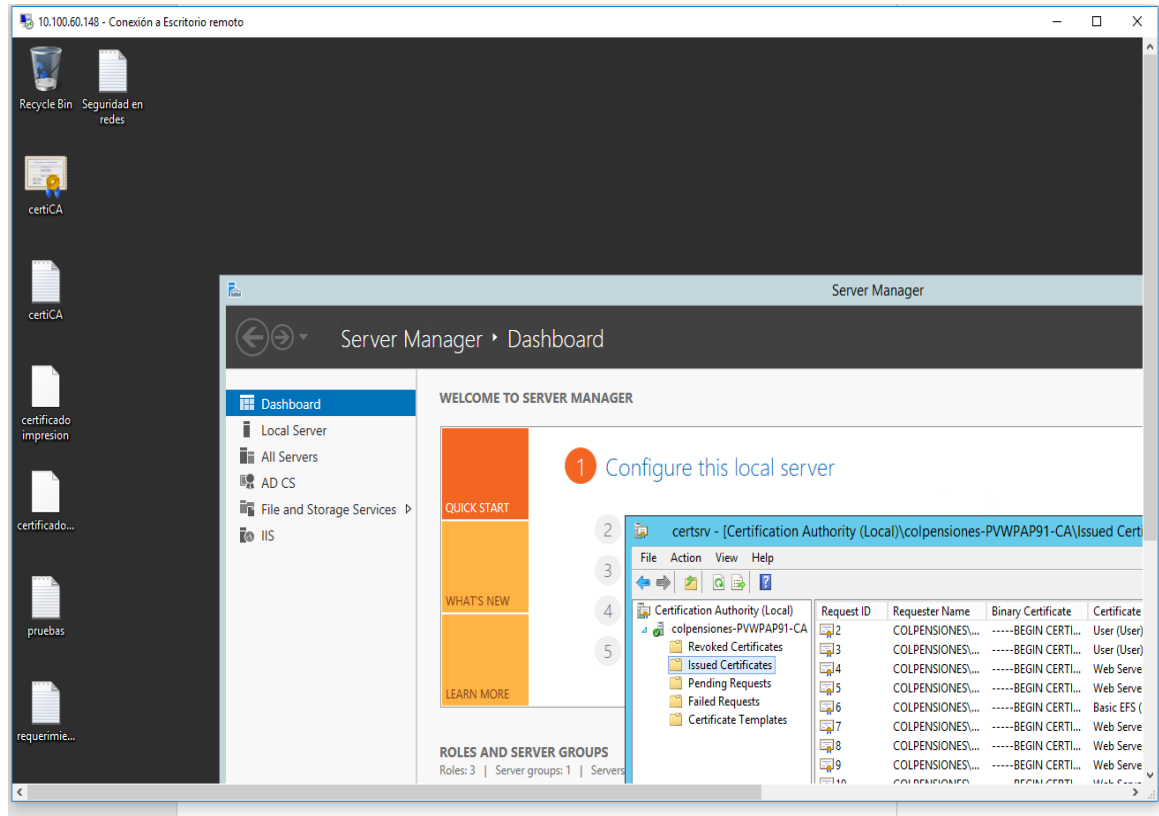 10.100.60.148 - Conexión a Escritorio remoto
Recycle Bin
Seguridad en
redes
certiCA
certiCA
certificado
impresion
certificado...
pruebas
requerimie...
Server Manager
Server Manager • Dashboard
Dashboard
Local Server
All Servers
AD CS
File and Storage Services
IIS
WELCOME TO SERVER MANAGER
QUICK START
WHAT'S NEW
LEARN MORE
1 Configure this local server
2
3
4
5
ROLES AND SERVER GROUPS
Roles: 3 | Server groups: 1 | Servers
certsrv - [Certification Authority (Local)\colpensiones-PVWPAP91-CA\Issued Certi
File Action View Help
Certification Authority (Local)
colpensiones-PVWPAP91-CA
Revoked Certificates
Issued Certificates
Pending Requests
Failed Requests
Certificate Templates
Request ID Requester Name Binary Certificate Certificate
2 COLPENSIONES\... -----BEGIN CERTI... User (User)
3 COLPENSIONES\... -----BEGIN CERTI... User (User)
4 COLPENSIONES\... -----BEGIN CERTI... Web Serve
5 COLPENSIONES\... -----BEGIN CERTI... Web Serve
6 COLPENSIONES\... -----BEGIN CERTI... Basic EFS (
7 COLPENSIONES\... -----BEGIN CERTI... Web Serve
8 COLPENSIONES\... -----BEGIN CERTI... Web Serve
9 COLPENSIONES\... -----BEGIN CERTI... Web Serve